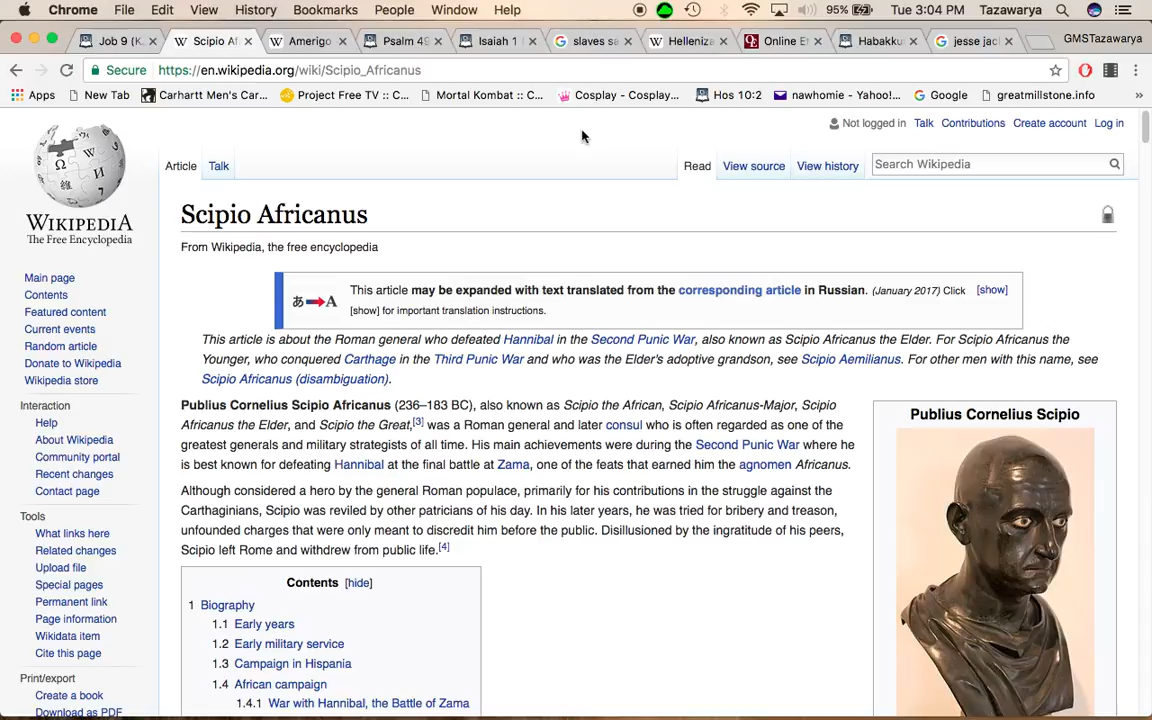 Chrome File Edit View History Bookmarks People Window Help 95% Tue 3:04 PM Tazawarya
Job 9 (K. Scipio Af Amerigo Psalm 49 Isaiah 1 slaves sa Helleniza Online Et Habakku jesse jac GMSTazawarya
Secure https://en.wikipedia.org/wiki/Scipio_Africanus
Apps New Tab Carhartt Men's Car... Project Free TV :: C... Mortal Kombat :: C... Cosplay - Cosplay... Hos 10:2 nawhomie - Yahoo!... Google greatmillstone.info »
Not logged in Talk Contributions Create account Log in
Article Talk Read View source View history Search Wikipedia
WIKIPEDIA
The Free Encyclopedia
Main page
Contents
Featured content
Current events
Random article
Donate to Wikipedia
Wikipedia store
Interaction
Help
About Wikipedia
Community portal
Recent changes
Contact page
Tools
What links here
Related changes
Upload file
Special pages
Permanent link
Page information
Wikidata item
Cite this page
Print/export
Create a book
Download as PDF
Scipio Africanus
From Wikipedia, the free encyclopedia
あ A This article may be expanded with text translated from the corresponding article in Russian. (January 2017) Click [show]
[show] for important translation instructions.
This article is about the Roman general who defeated Hannibal in the Second Punic War, also known as Scipio Africanus the Elder. For Scipio Africanus the
Younger, who conquered Carthage in the Third Punic War and who was the Elder's adoptive grandson, see Scipio Aemilianus. For other men with this name, see
Scipio Africanus (disambiguation).
Publius Cornelius Scipio Africanus (236–183 BC), also known as Scipio the African, Scipio Africanus-Major, Scipio
Africanus the Elder, and Scipio the Great,[3] was a Roman general and later consul who is often regarded as one of the
greatest generals and military strategists of all time. His main achievements were during the Second Punic War where he
is best known for defeating Hannibal at the final battle at Zama, one of the feats that earned him the agnomen Africanus.
Although considered a hero by the general Roman populace, primarily for his contributions in the struggle against the
Carthaginians, Scipio was reviled by other patricians of his day. In his later years, he was tried for bribery and treason,
unfounded charges that were only meant to discredit him before the public. Disillusioned by the ingratitude of his peers,
Scipio left Rome and withdrew from public life.[4]
Contents [hide]
1 Biography
1.1 Early years
1.2 Early military service
1.3 Campaign in Hispania
1.4 African campaign
1.4.1 War with Hannibal, the Battle of Zama
Publius Cornelius Scipio